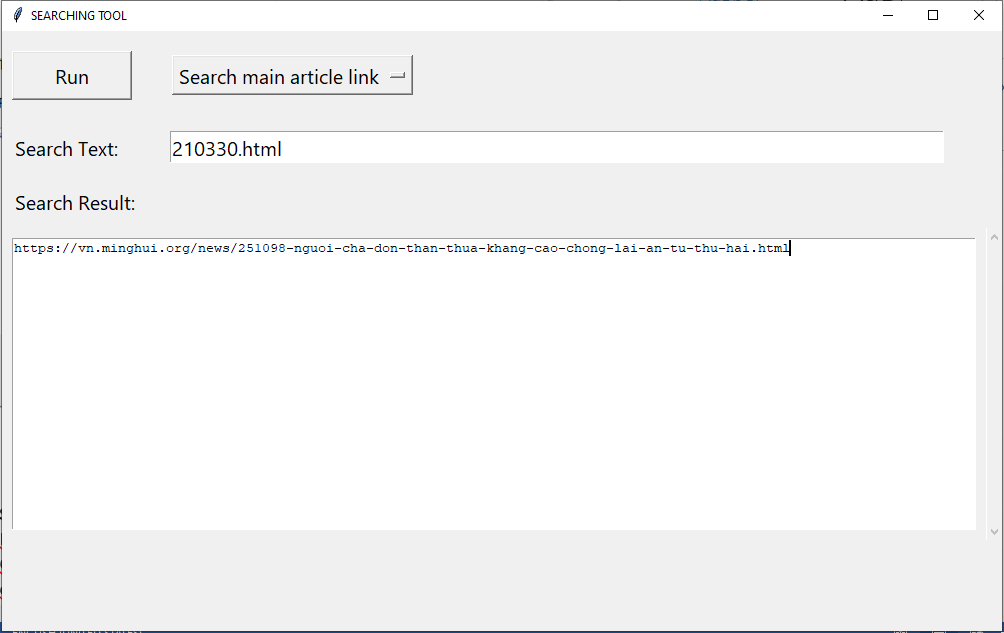 SEARCHING TOOL
Run
Search main article link
Search Text:
210330.html
Search Result:
https://vn.minghui.org/news/251098-nguoi-cha-don-than-thua-khang-cao-chong-lai-an-tu-thu-hai.html